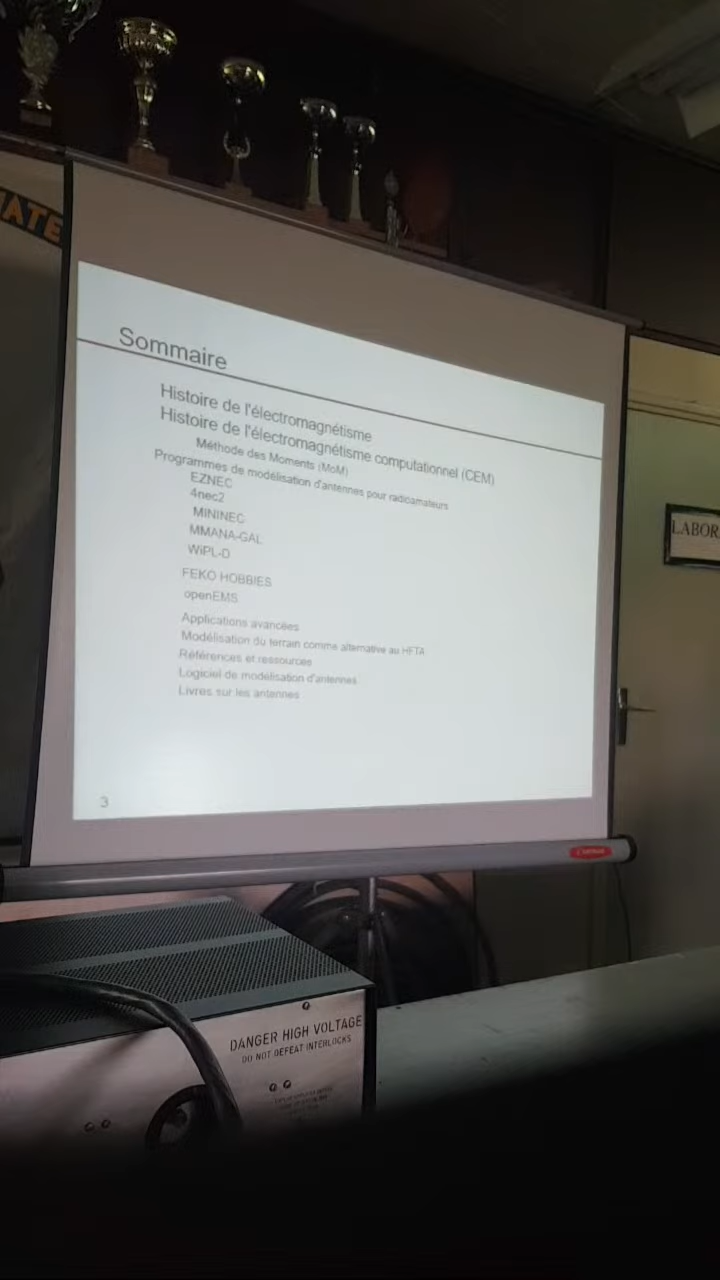 ATE
Sommaire
Histoire de l'électromagnétisme
Histoire de l'électromagnétisme computationnel (CEM)
Méthode des Moments (MoM)
Programmes de modélisation d'antennes pour radioamateurs
EZNEC
4nec2
MININEC
MMANA-GAL
WiPL-D
FEKO HOBBIES
openEMS
Applications avancées
Modélisation du terrain comme alternative au HFTA
Références et ressources
Logiciel de modélisation d'antennes
Livres sur les antennes
3
LABOR
DANGER HIGH VOLTAGE
DO NOT DEFEAT INTERLOCKS